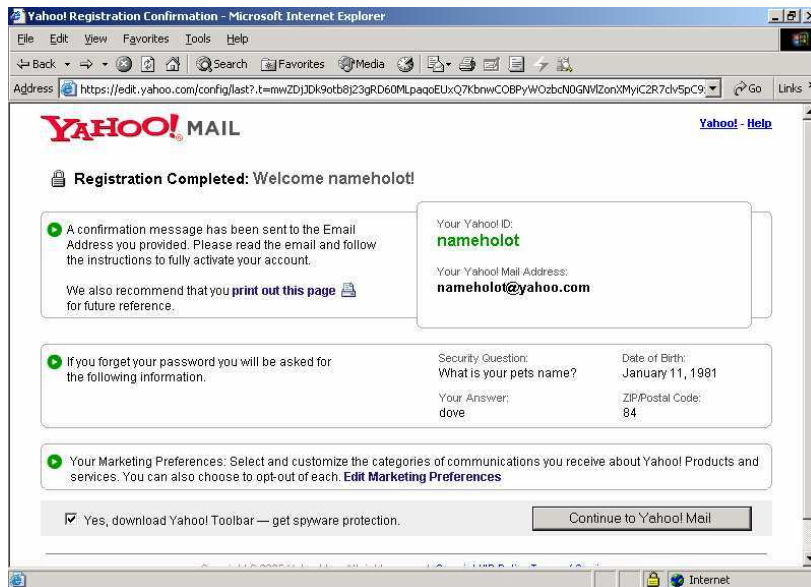 Yahoo! Registration Confirmation - Microsoft Internet Explorer
File Edit View Favorites Tools Help
Back Search Favorites Media
Address https://edit.yahoo.com/config/last?.t= Go Links
YAHOO! MAIL
Yahoo! - Help
Registration Completed: Welcome nameholot!
A confirmation message has been sent to the Email
Address you provided. Please read the email and follow
the instructions to fully activate your account.
We also recommend that you print out this page
for future reference.
Your Yahoo! ID:
nameholot
Your Yahoo! Mail Address:
nameholot@yahoo.com
If you forget your password you will be asked for
the following information.
Security Question:
What is your pets name?
Date of Birth:
January 11, 1981
Your Answer:
dove
ZIP/Postal Code:
84
Your Marketing Preferences: Select and customize the categories of communications you receive about Yahoo! Products and
services. You can also choose to opt-out of each. Edit Marketing Preferences
Yes, download Yahoo! Toolbar — get spyware protection.
Continue to Yahoo! Mail
Internet